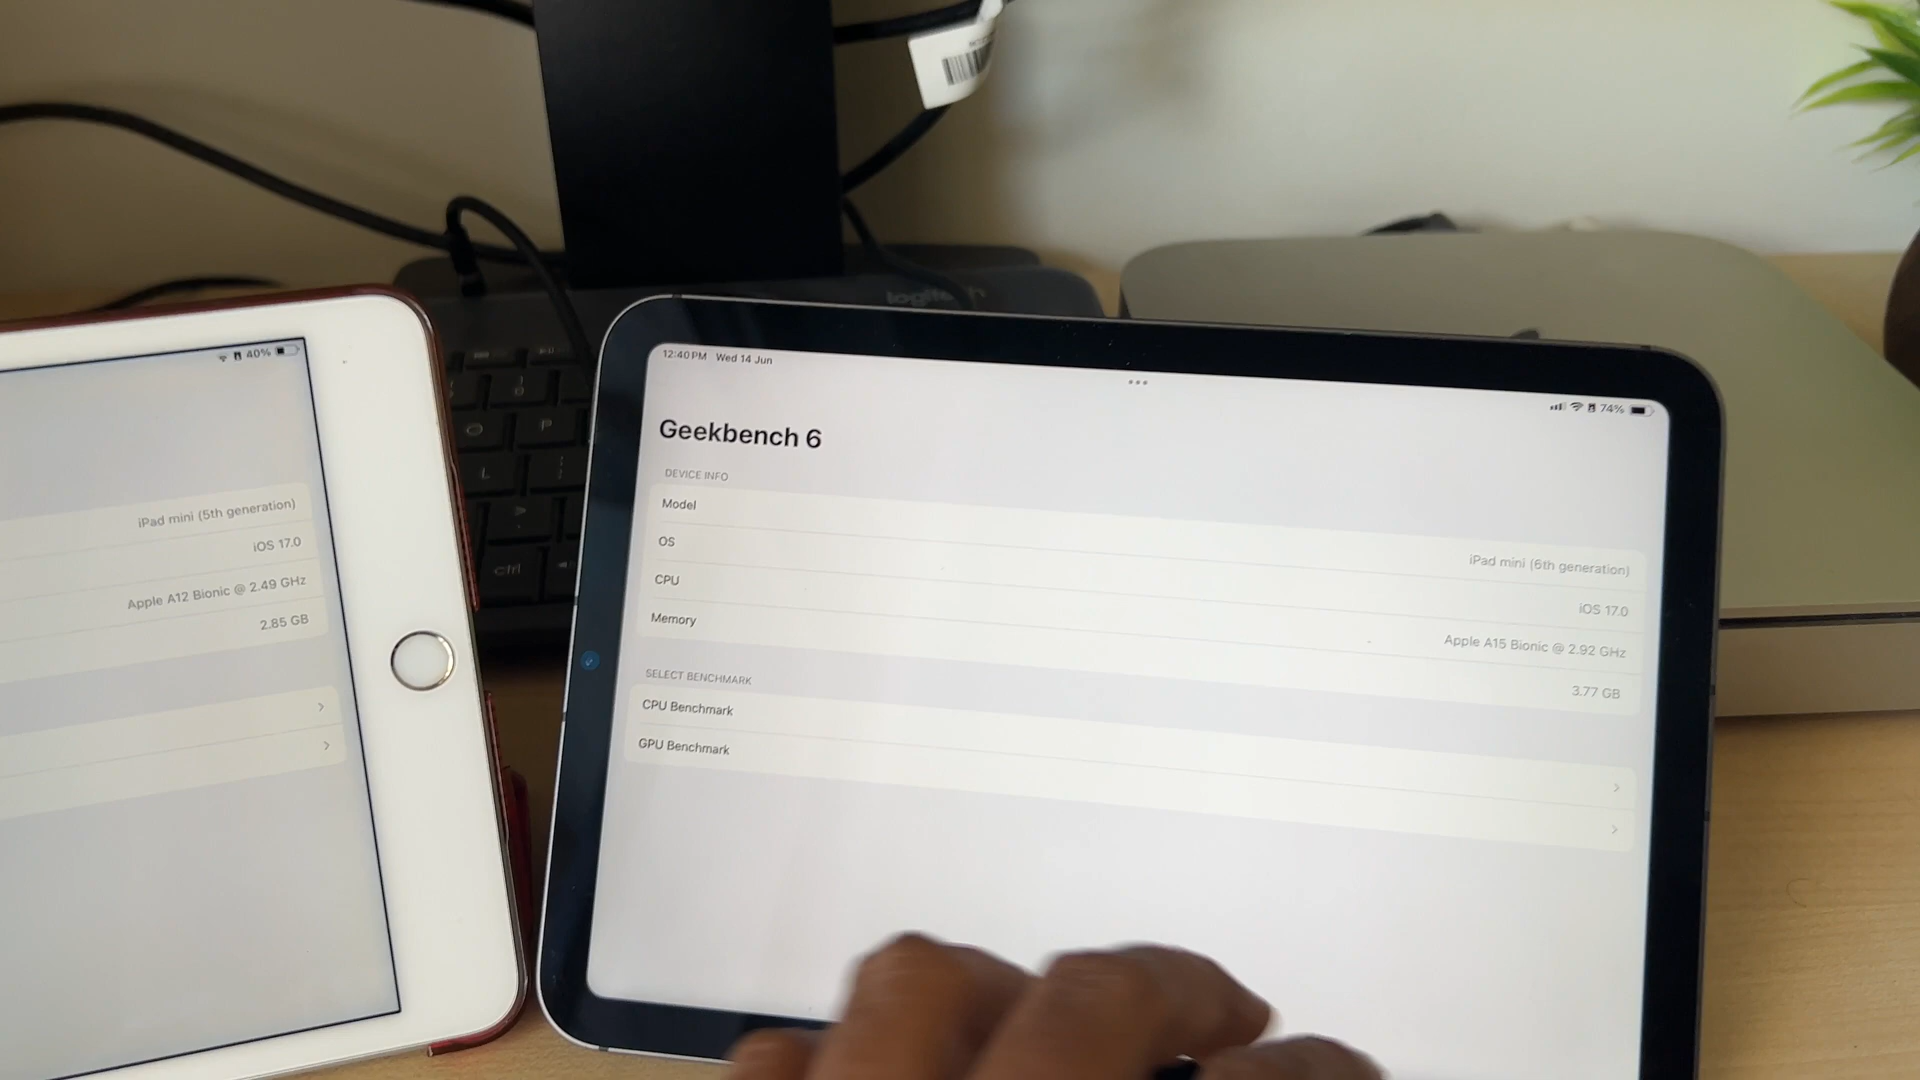 40%
iPad mini (5th generation)
iOS 17.0
Apple A12 Bionic @ 2.49 GHz
2.85 GB
logitech
O
P
L
ctrl
12:40 PM Wed 14 Jun
74%
Geekbench 6
DEVICE INFO
Model
iPad mini (6th generation)
OS
iOS 17.0
CPU
Apple A15 Bionic @ 2.92 GHz
Memory
3.77 GB
SELECT BENCHMARK
CPU Benchmark
GPU Benchmark